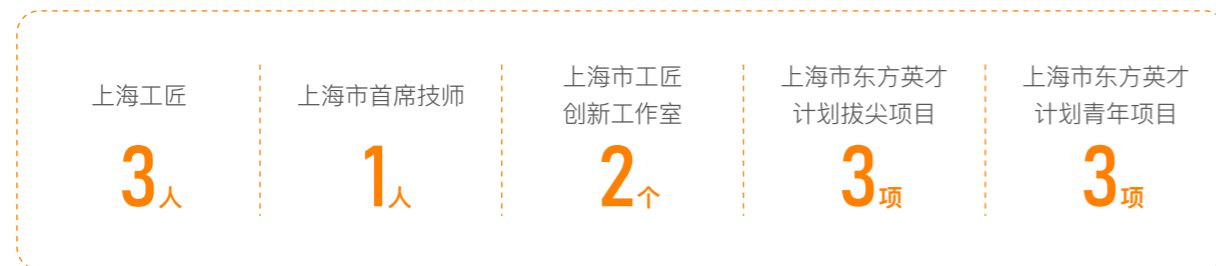 上海工匠
3人
上海市首席技师
1人
上海市工匠
创新工作室
2个
上海市东方英才
计划拔尖项目
3项
上海市东方英才
计划青年项目
3项